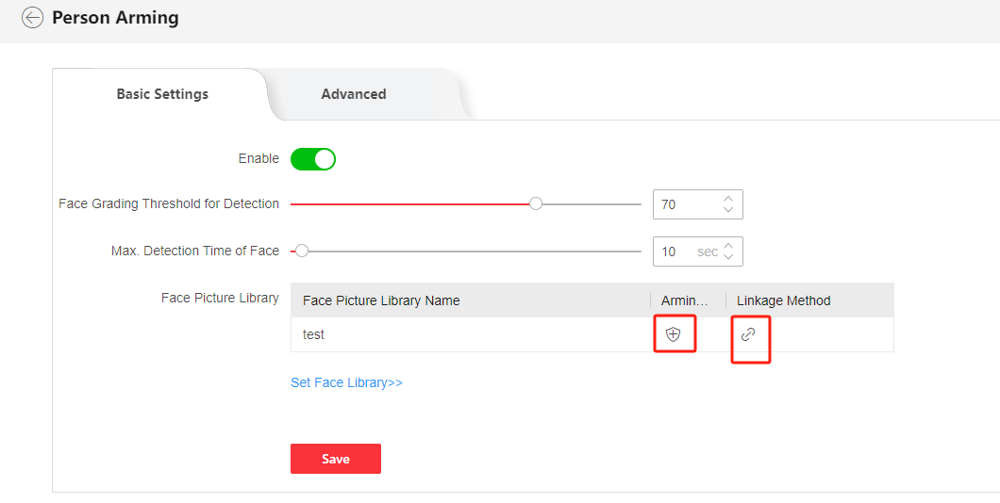 Person Arming
Basic Settings Advanced
Enable
Face Grading Threshold for Detection 70
Max. Detection Time of Face 10 sec
Face Picture Library Face Picture Library Name Armin... Linkage Method
test
Set Face Library>>
Save